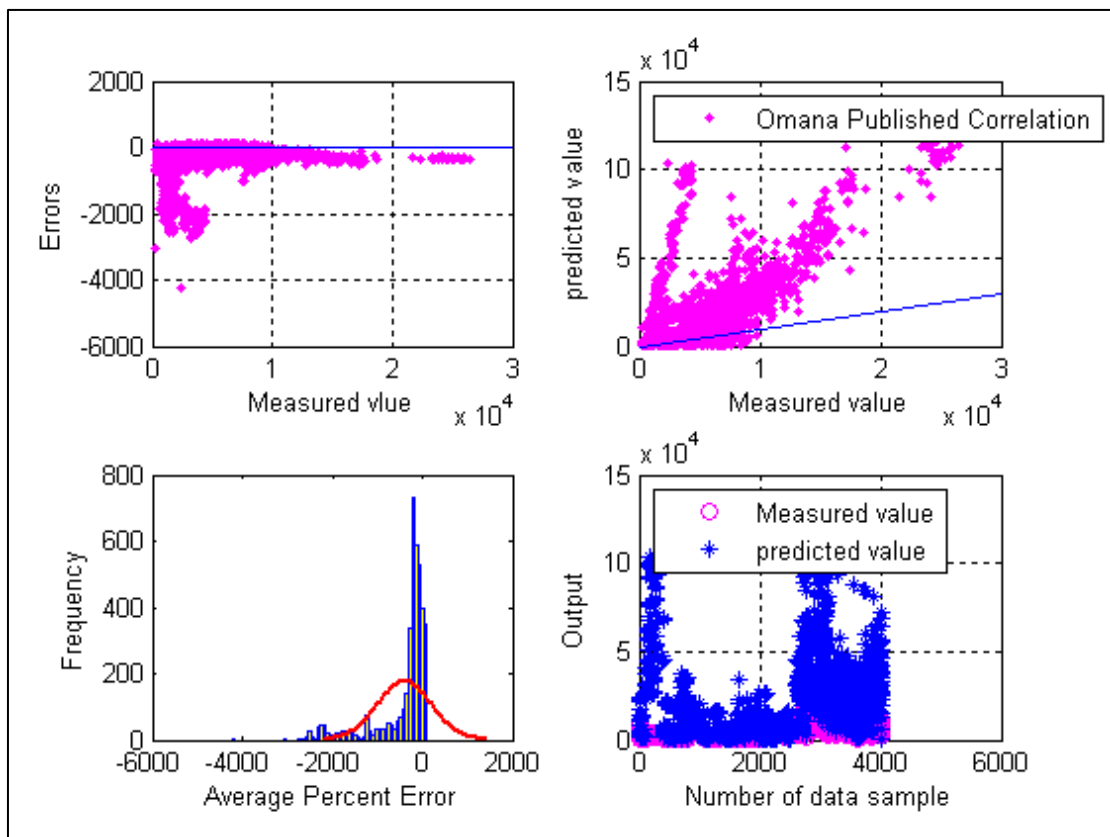 2000
0
-2000
-4000
-6000
Errors
0 1 2 3
Measured vlue
x 10^4
x 10^4
15
10
5
0
predicted value
Omana Published Correlation
0 1 2 3
Measured value
x 10^4
800
600
400
200
0
Frequency
-6000 -4000 -2000 0 2000
Average Percent Error
x 10^4
15
10
5
0
Output
Measured value
predicted value
0 2000 4000 6000
Number of data sample